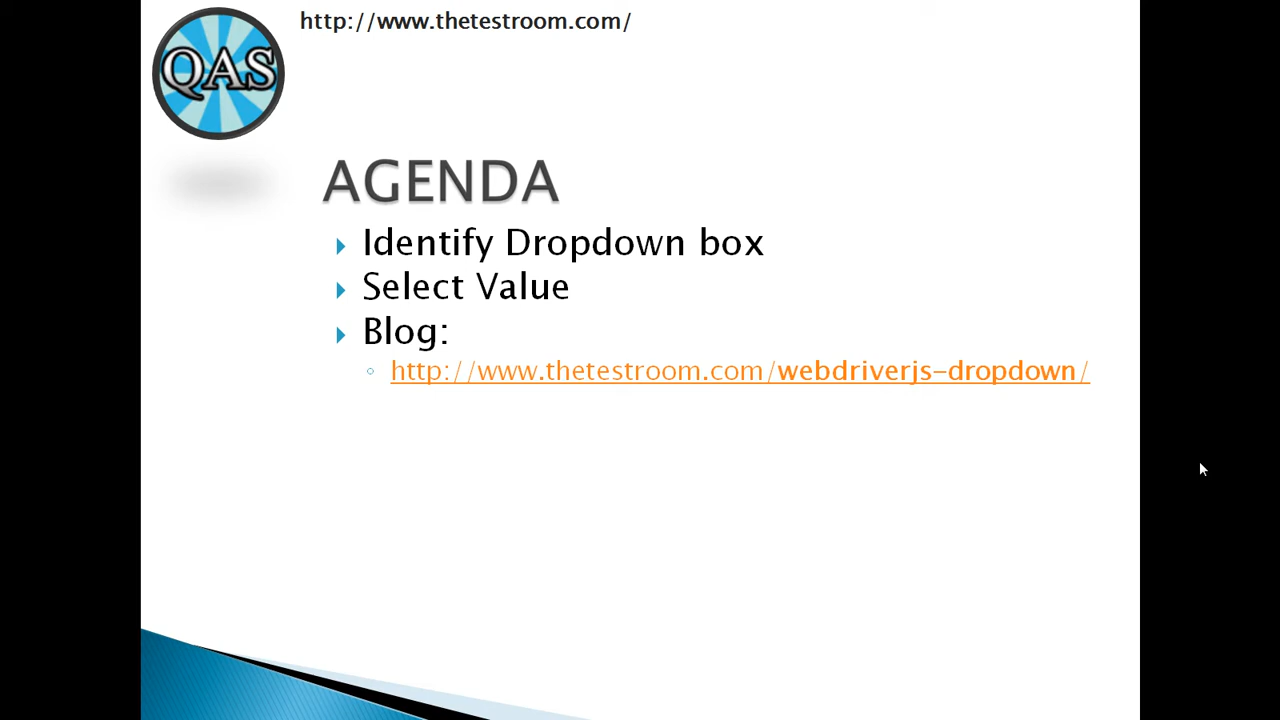 http://www.thetestroom.com/
QAS
AGENDA
Identify Dropdown box
Select Value
Blog:
http://www.thetestroom.com/webdriverjs-dropdown/